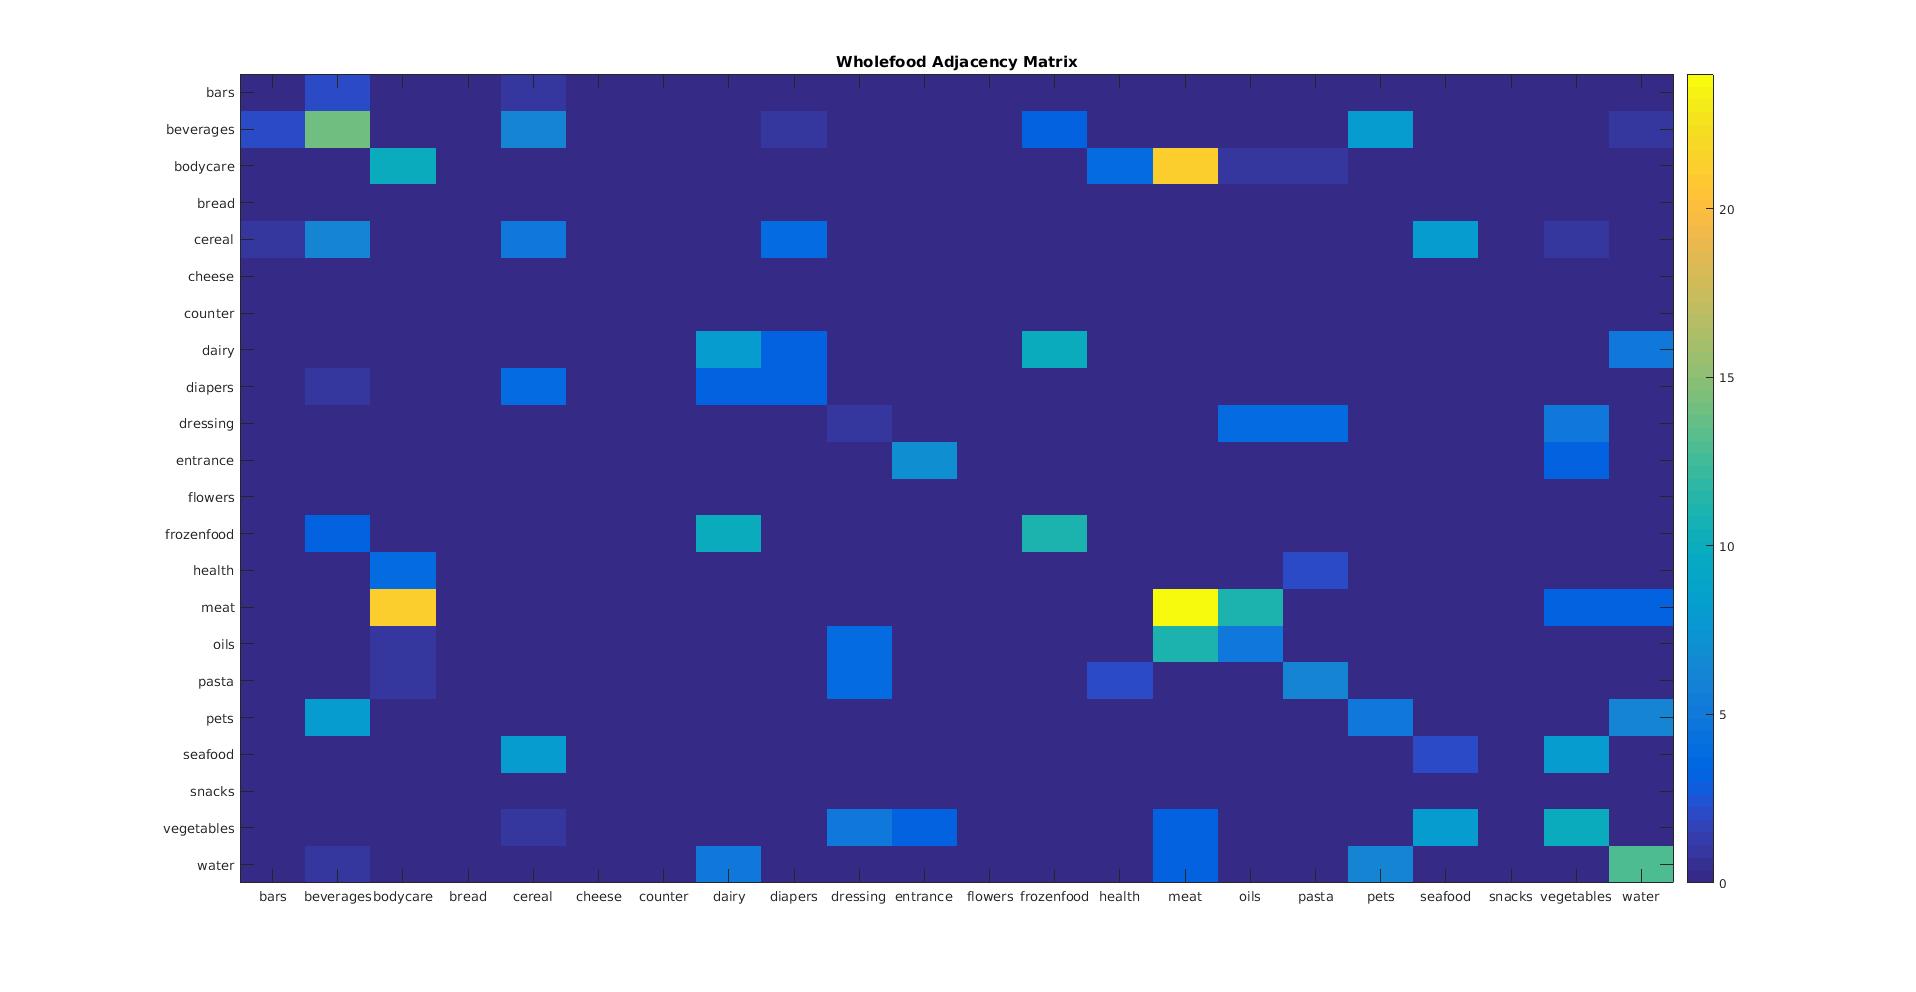 Wholefood Adjacency Matrix
bars
beverages
bodycare
bread
cereal
cheese
counter
dairy
diapers
dressing
entrance
flowers
frozenfood
health
meat
oils
pasta
pets
seafood
snacks
vegetables
water
bars beverages bodycare bread cereal cheese counter dairy diapers dressing entrance flowers frozenfood health meat oils pasta pets seafood snacks vegetables water
20
15
10
5
0